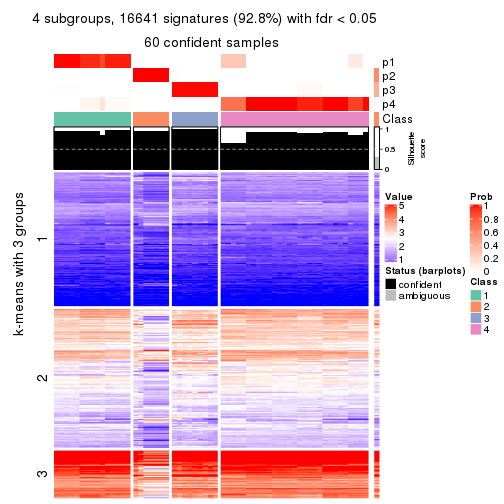 4 subgroups, 16641 signatures (92.8%) with fdr < 0.05
60 confident samples
p1
p2
p3
p4
Class
1
0.5
0
Silhouette
score
k-means with 3 groups
1
2
3
Value
5
4
3
2
1
Status (barplots)
confident
ambiguous
Prob
1
0.8
0.6
0.4
0.2
0
Class
1
2
3
4